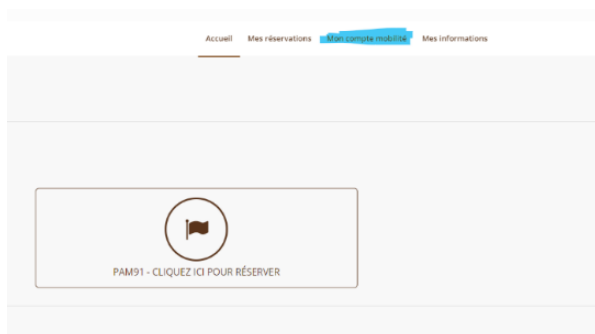 Accueil Mes réservations Mon compte mobilité Mes informations
PAM91 - CLIQUEZ ICI POUR RÉSERVER